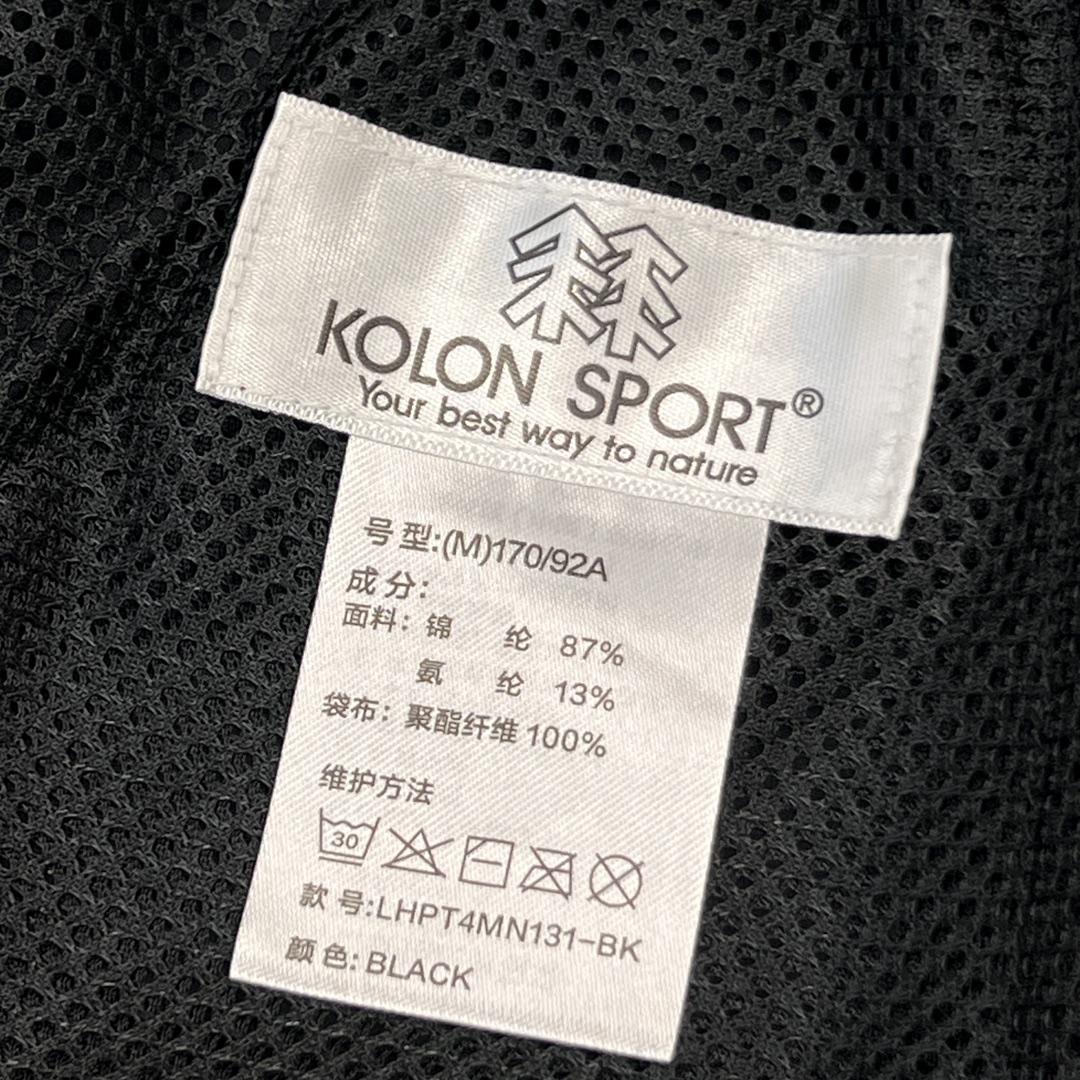 KOLON SPORT®
Your best way to nature
号 型:(M)170/92A
成 分:
面料: 锦 纶 87%
氨 纶 13%
袋布: 聚酯纤维 100%
维护方法
30
款 号:LHPT4MN131-BK
颜 色: BLACK